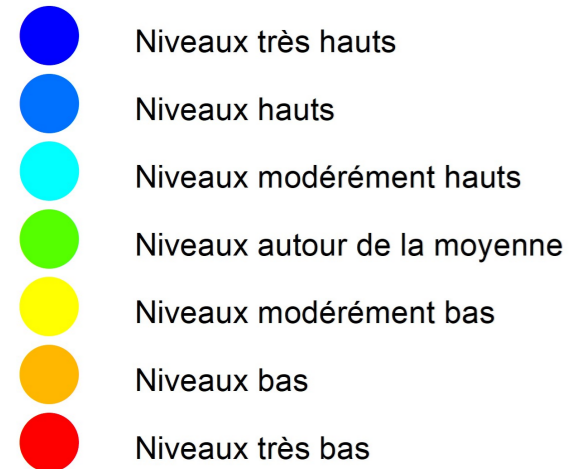 Niveaux très hauts
Niveaux hauts
Niveaux modérément hauts
Niveaux autour de la moyenne
Niveaux modérément bas
Niveaux bas
Niveaux très bas